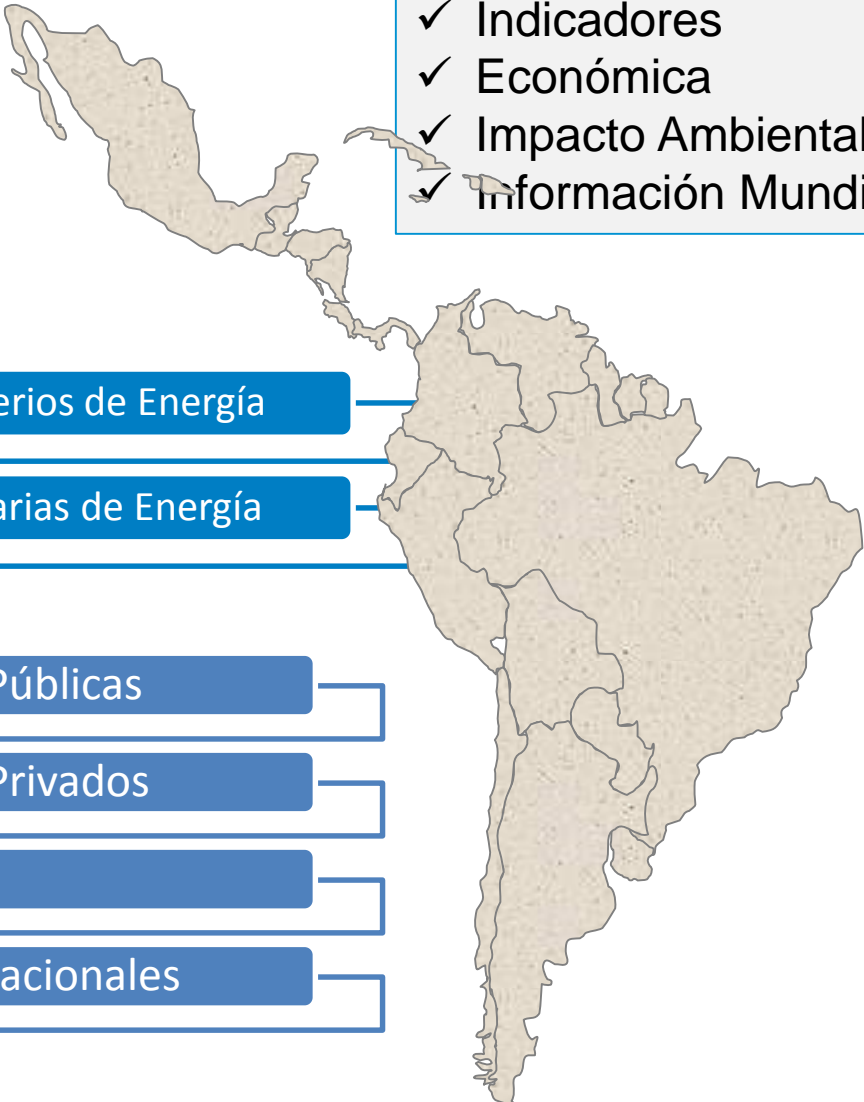 ✓ Indicadores
✓ Económica
✓ Impacto Ambiental
✓ Información Mundi
erios de Energía
arias de Energía
Públicas
Privados
acionales